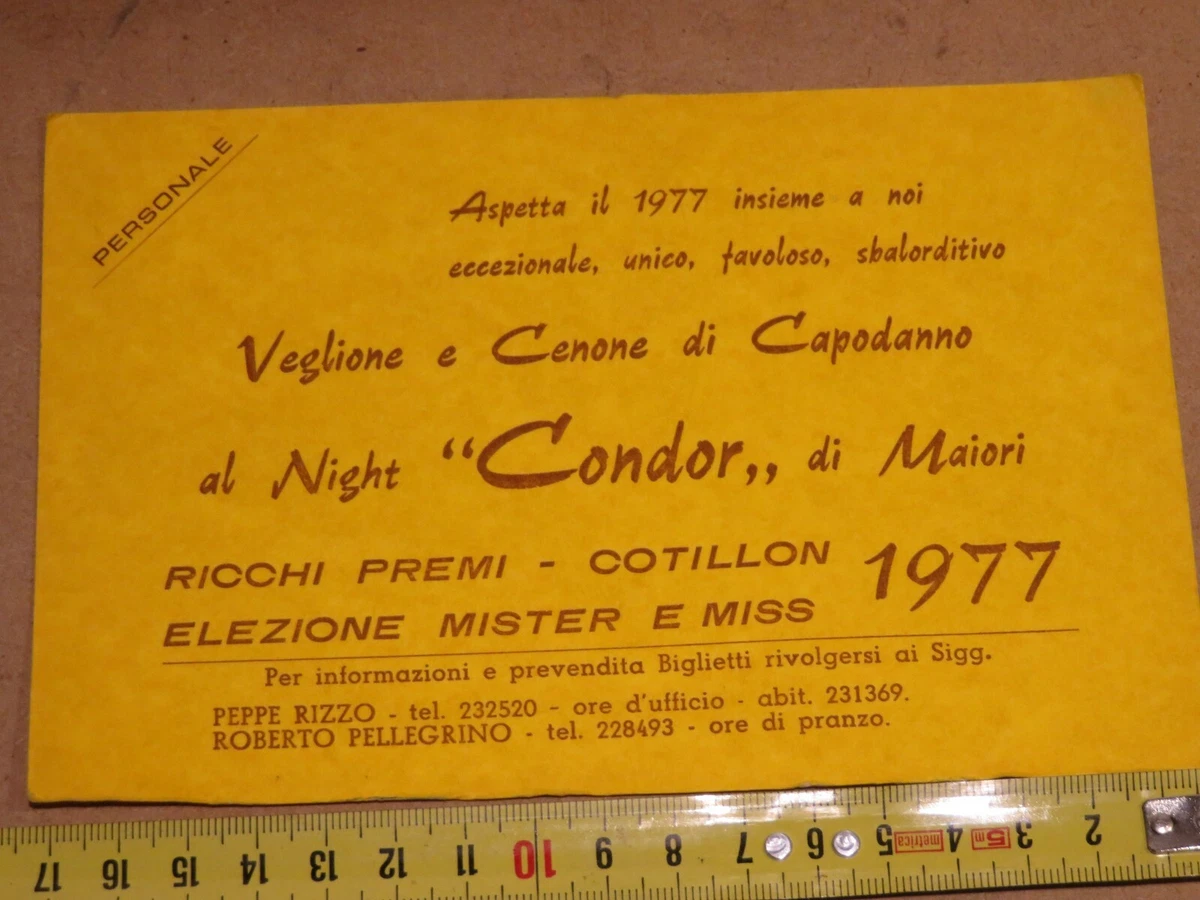 PERSONALE
Aspetta il 1977 insieme a noi
eccezionale, unico, favoloso, sbalorditivo
Veglione e Cenone di Capodanno
al Night “Condor„ di Maiori
RICCHI PREMI - COTILLON 1977
ELEZIONE MISTER E MISS
Per informazioni e prevendita Biglietti rivolgersi ai Sigg.
PEPPE RIZZO - tel. 232520 - ore d'ufficio - abit. 231369.
ROBERTO PELLEGRINO - tel. 228493 - ore di pranzo.
17 16 15 14 13 12 11 10 9 8 7 6 5 metrica 4 5m 3 2